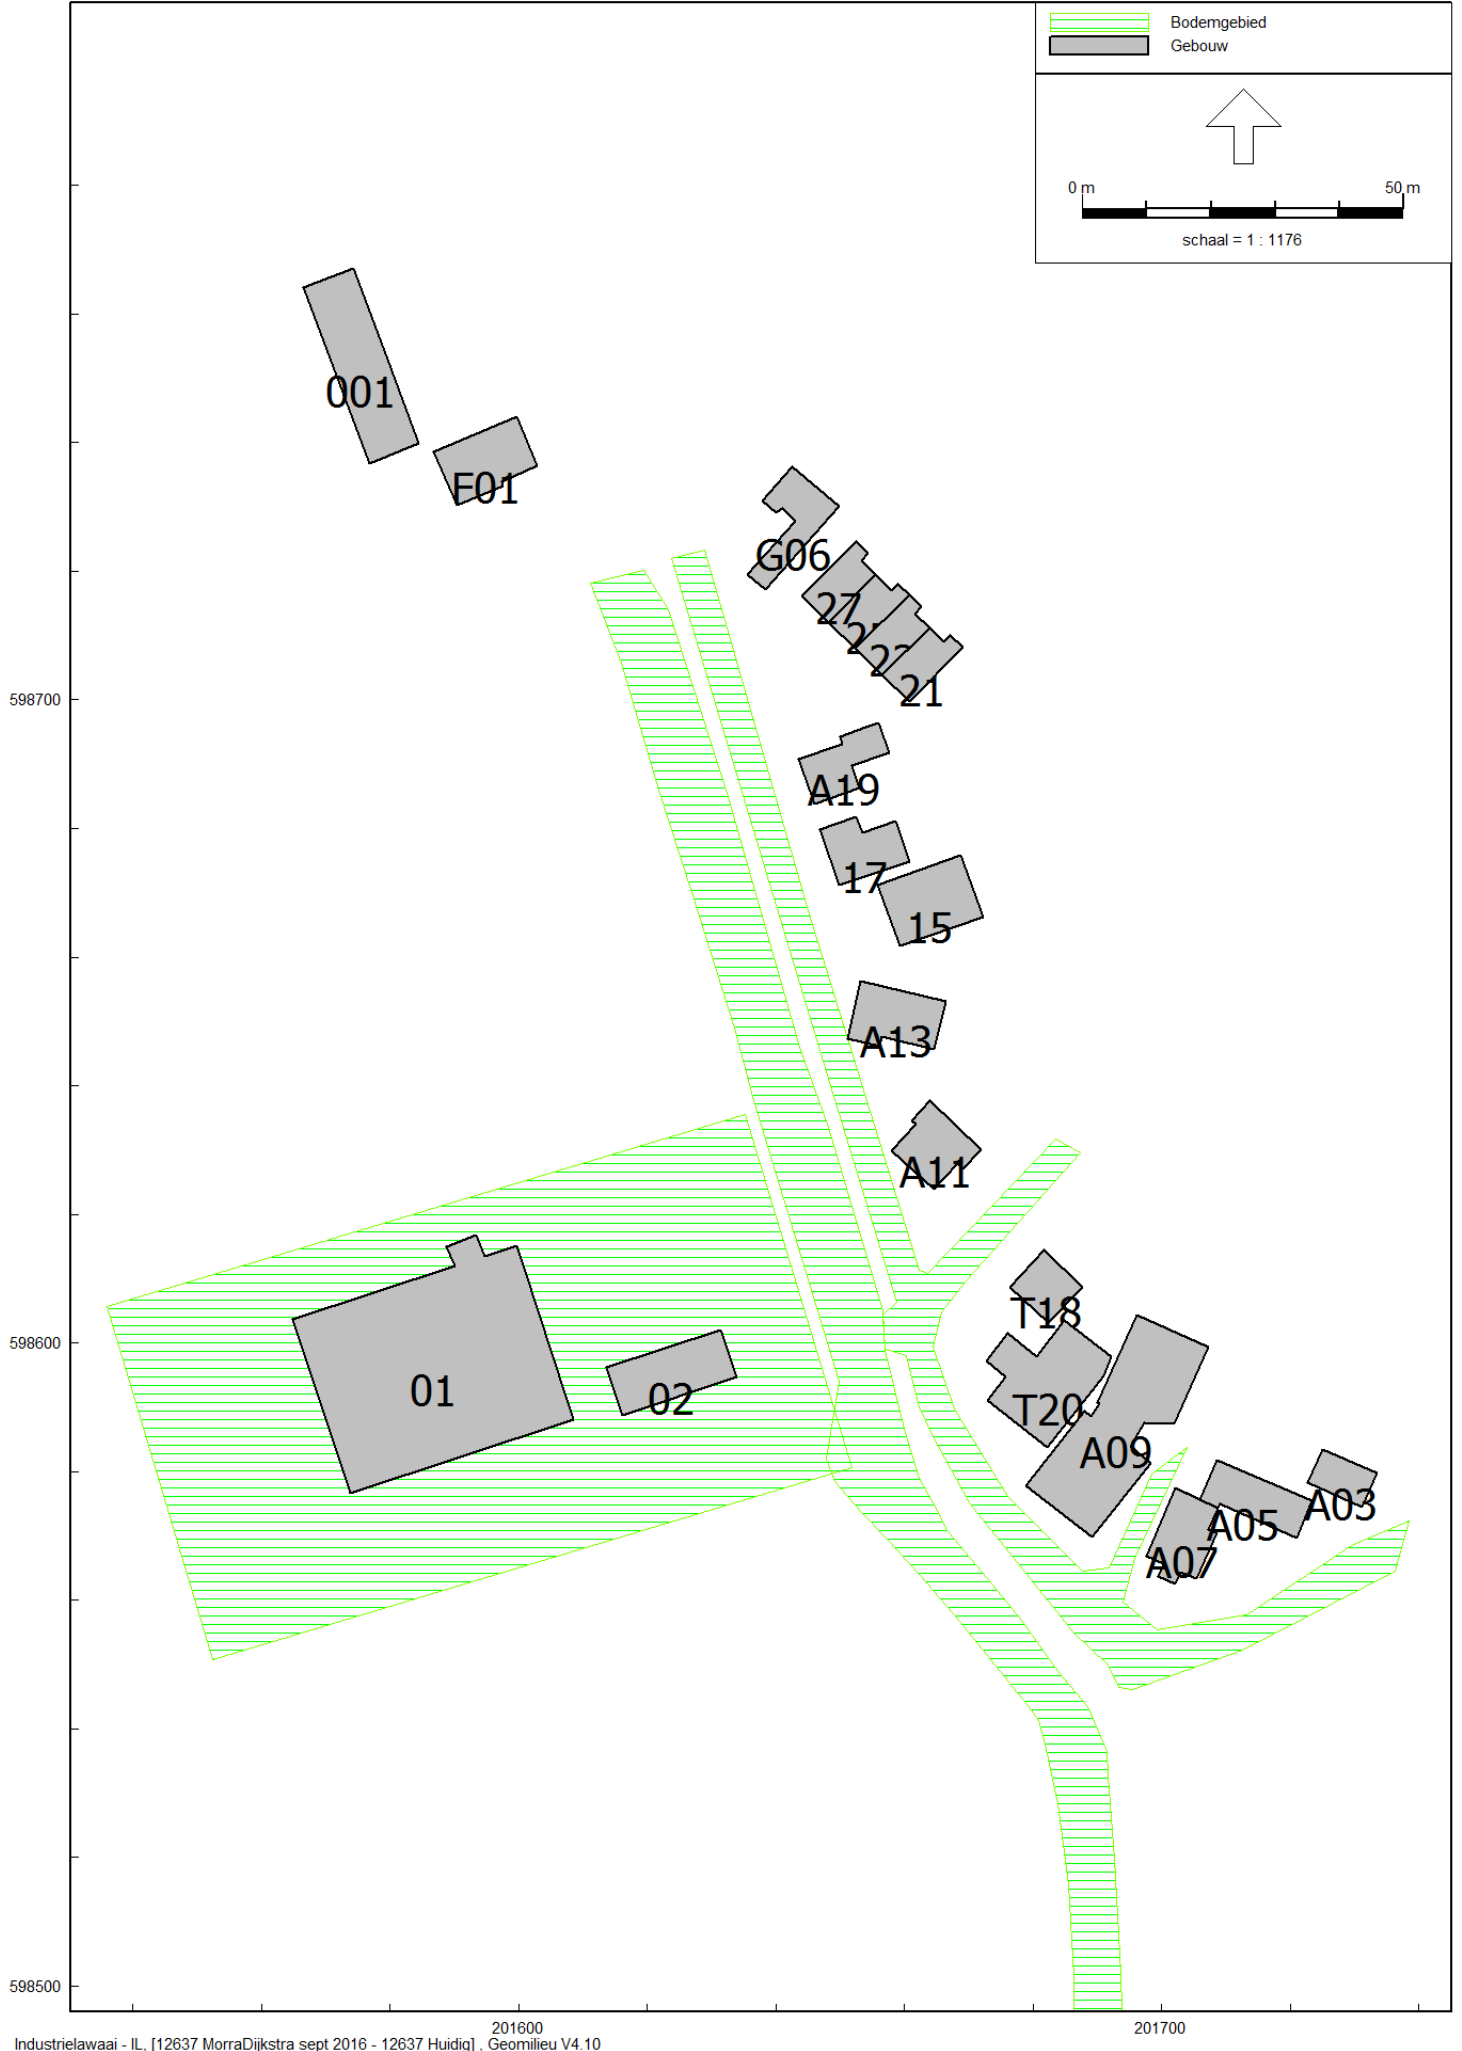 Bodemgebied
Gebouw
0 m 50 m
schaal = 1 : 1176
001
F01
G06
27
21
598700
A19
17
15
A13
A11
T18
598600
01
02
T20
A09
A03
A05
A07
598500
201600 201700
Industrielawaai - IL, [12637 MorraDijkstra sept 2016 - 12637 Huidig] , Geomilieu V4.10